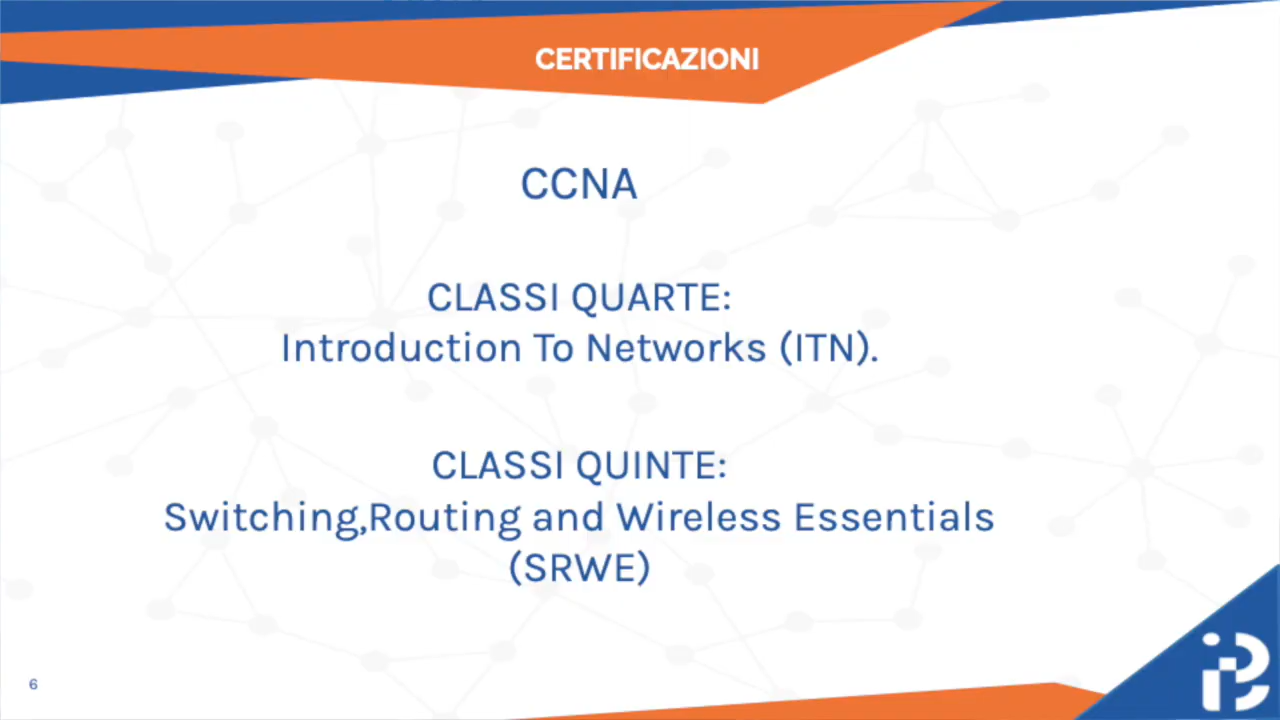 CERTIFICAZIONI
CCNA
CLASSI QUARTE:
Introduction To Networks (ITN).
CLASSI QUINTE:
Switching,Routing and Wireless Essentials
(SRWE)
6